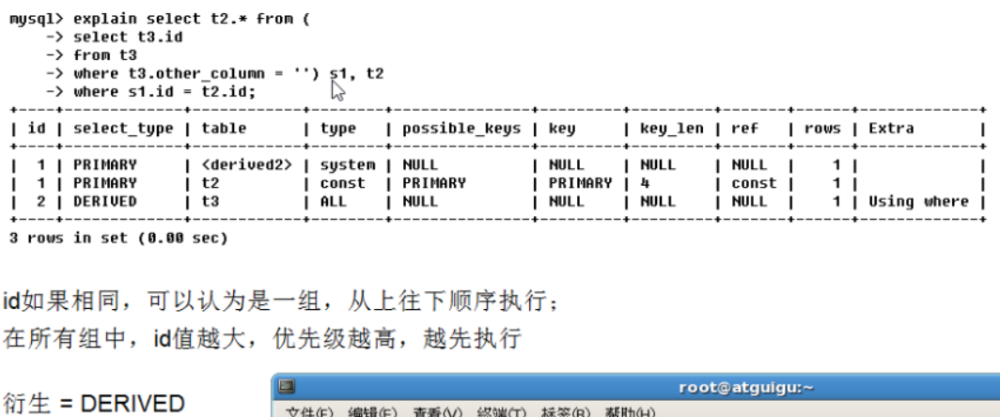 mysql> explain select t2.* from (
    -> select t3.id
    -> from t3
    -> where t3.other_column = '') s1, t2
    -> where s1.id = t2.id;
+----+-------------+------------+--------+---------------+---------+---------+-------+------+-------------+
| id | select_type | table      | type   | possible_keys | key     | key_len | ref   | rows | Extra       |
+----+-------------+------------+--------+---------------+---------+---------+-------+------+-------------+
|  1 | PRIMARY     | <derived2> | system | NULL          | NULL    | NULL    | NULL  |    1 |             |
|  1 | PRIMARY     | t2         | const  | PRIMARY       | PRIMARY | 4       | const |    1 |             |
|  2 | DERIVED     | t3         | ALL    | NULL          | NULL    | NULL    | NULL  |    1 | Using where |
+----+-------------+------------+--------+---------------+---------+---------+-------+------+-------------+
3 rows in set (0.00 sec)
id如果相同，可以认为是一组，从上往下顺序执行；
在所有组中，id值越大，优先级越高，越先执行
衍生 = DERIVED
root@atguigu:~
文件(F) 编辑(E) 查看(V) 终端(T) 标签(B) 帮助(H)